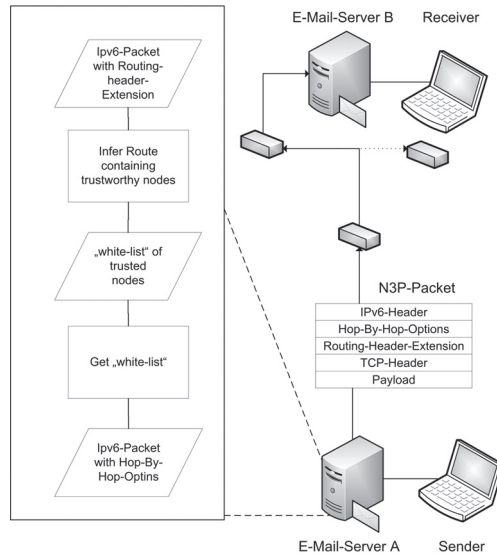 Ipv6-Packet
with Routing-
header-
Extension
Infer Route
containing
trustworthy nodes
„white-list“ of
trusted
nodes
Get „white-list“
Ipv6-Packet
with Hop-By-
Hop-Optins
E-Mail-Server B
Receiver
N3P-Packet
IPv6-Header
Hop-By-Hop-Options
Routing-Header-Extension
TCP-Header
Payload
E-Mail-Server A
Sender